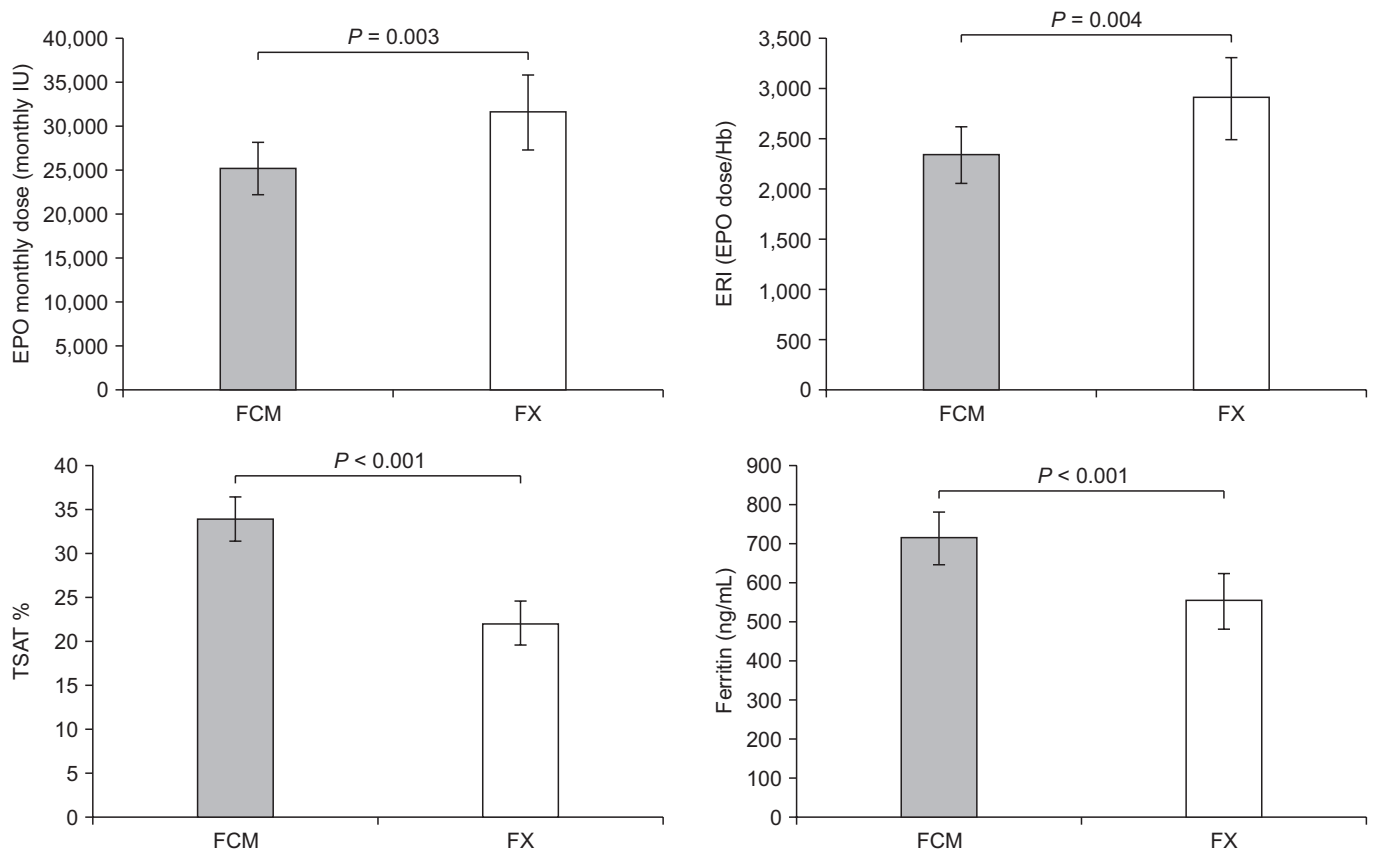 EPO monthly dose (monthly IU)
40,000
35,000
30,000
25,000
20,000
15,000
10,000
5,000
0
P = 0.003
FCM
FX
ERI (EPO dose/Hb)
3,500
3,000
2,500
2,000
1,500
1,000
500
0
P = 0.004
FCM
FX
TSAT %
40
35
30
25
20
15
10
5
0
P < 0.001
FCM
FX
Ferritin (ng/mL)
900
800
700
600
500
400
300
200
100
0
P < 0.001
FCM
FX